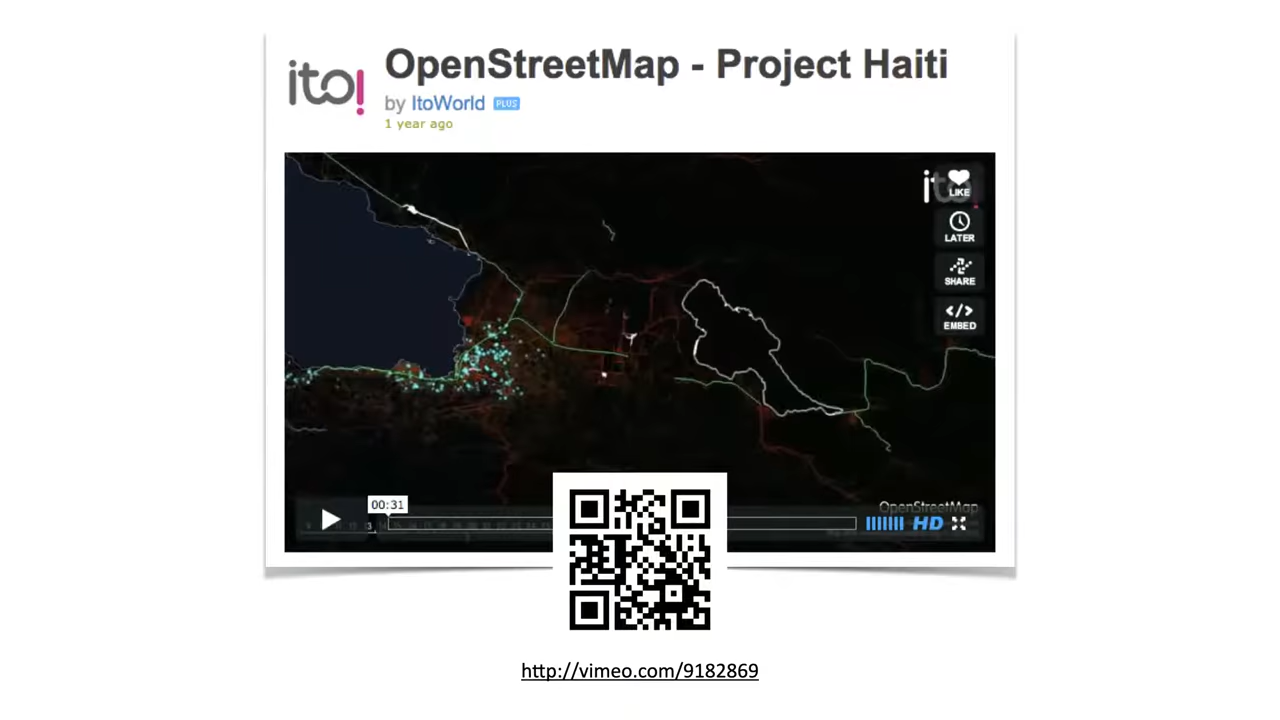 ito!
OpenStreetMap - Project Haiti
by ItoWorld PLUS
1 year ago
ito!
LIKE
LATER
SHARE
</>
EMBED
00:31
OpenStreetMap
HD
http://vimeo.com/9182869